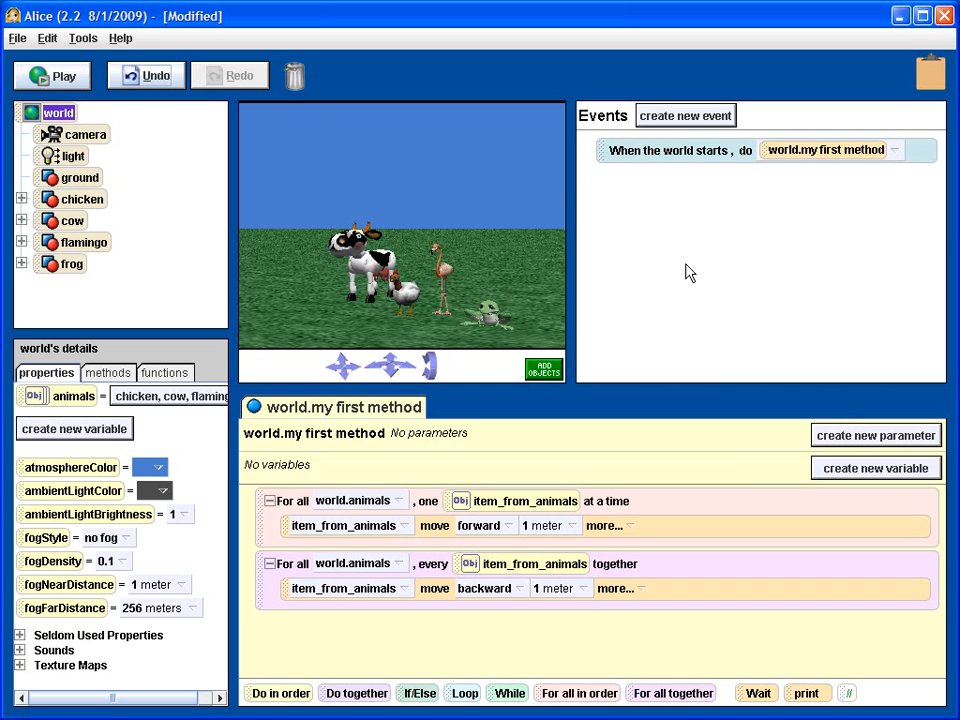 Alice (2.2 8/1/2009) - [Modified]
File Edit Tools Help
Play Undo Redo
world
camera
light
ground
chicken
cow
flamingo
frog
ADD
OBJECTS
Events create new event
When the world starts , do world.my first method
world's details
properties methods functions
Obj animals = chicken, cow, flaming
create new variable
atmosphereColor =
ambientLightColor =
ambientLightBrightness = 1
fogStyle = no fog
fogDensity = 0.1
fogNearDistance = 1 meter
fogFarDistance = 256 meters
Seldom Used Properties
Sounds
Texture Maps
world.my first method
world.my first method No parameters create new parameter
No variables create new variable
For all world.animals , one Obj item_from_animals at a time
item_from_animals move forward 1 meter more...
For all world.animals , every Obj item_from_animals together
item_from_animals move backward 1 meter more...
Do in order Do together If/Else Loop While For all in order For all together Wait print //